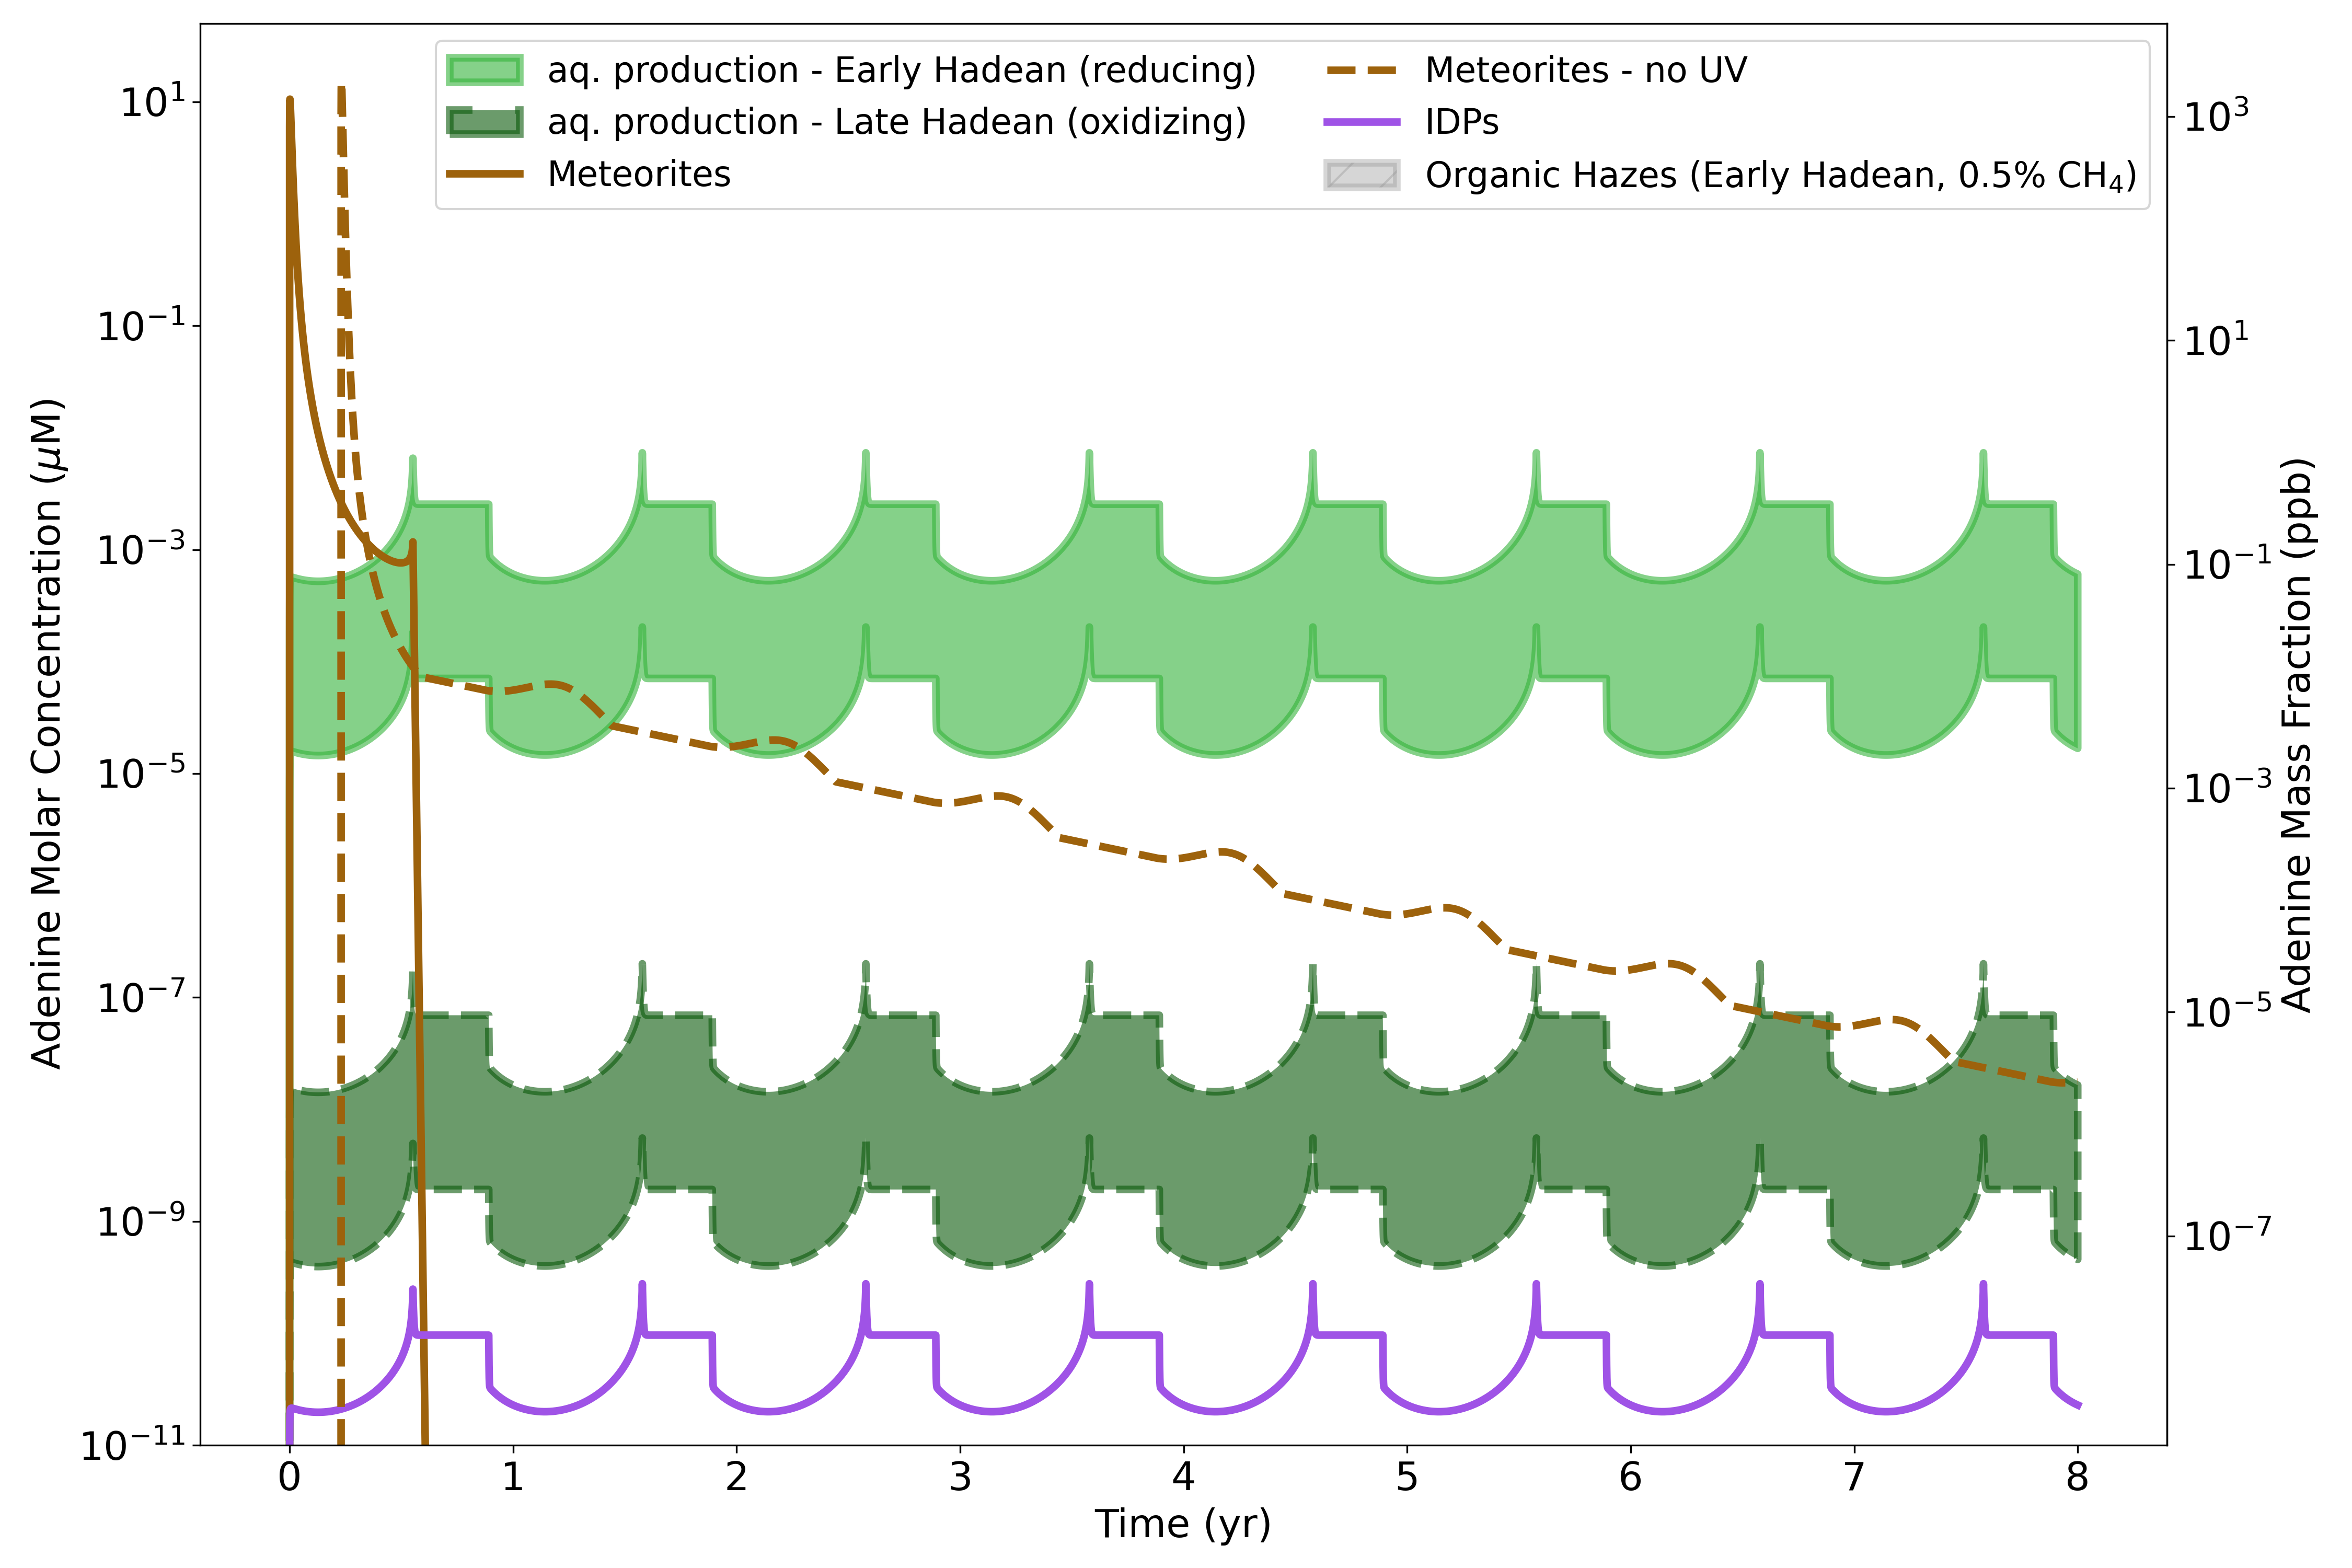 aq. production - Early Hadean (reducing)
aq. production - Late Hadean (oxidizing)
Meteorites
Meteorites - no UV
IDPs
Organic Hazes (Early Hadean, 0.5% CH₄)
Adenine Molar Concentration (μM)
10¹
10⁻¹
10⁻³
10⁻⁵
10⁻⁷
10⁻⁹
10⁻¹¹
10³
10¹
10⁻¹
10⁻³
10⁻⁵
10⁻⁷
Adenine Mass Fraction (ppb)
0 1 2 3 4 5 6 7 8
Time (yr)